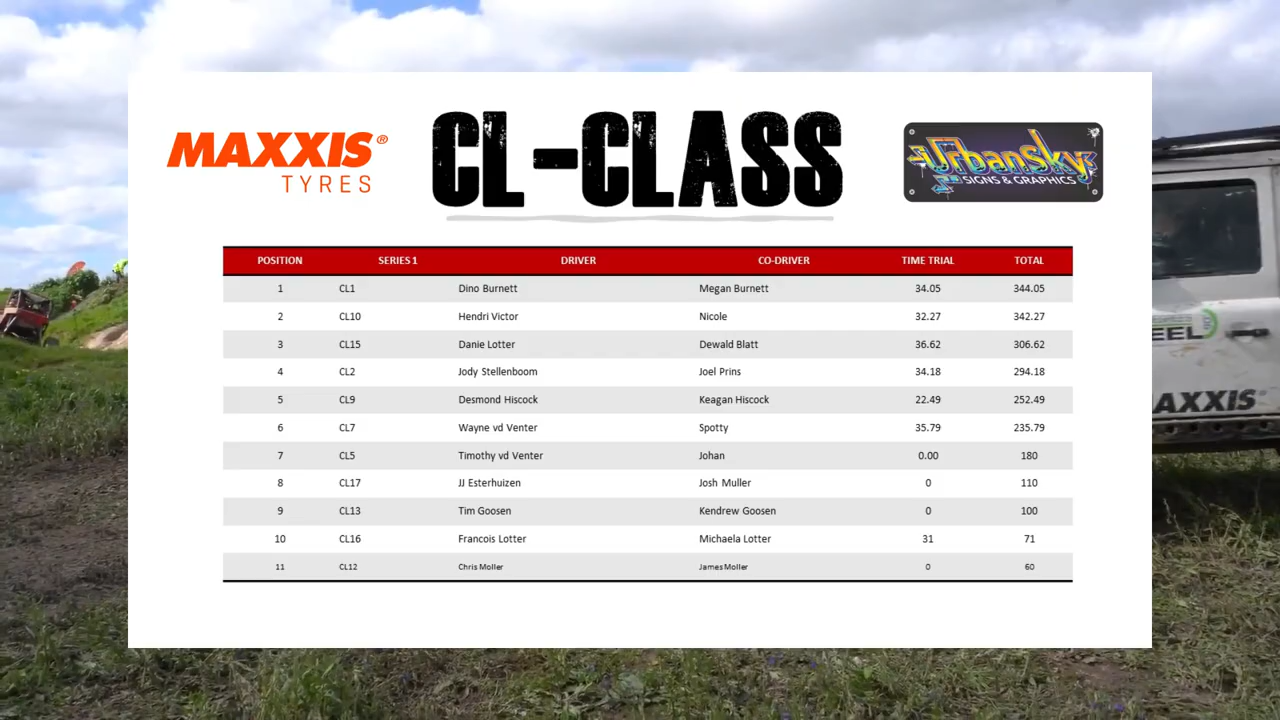 MAXXIS®
TYRES
CL-CLASS
UrbanSky
SIGNS & GRAPHICS
POSITION SERIES 1 DRIVER CO-DRIVER TIME TRIAL TOTAL
1 CL1 Dino Burnett Megan Burnett 34.05 344.05
2 CL10 Hendri Victor Nicole 32.27 342.27
3 CL15 Danie Lotter Dewald Blatt 36.62 306.62
4 CL2 Jody Stellenboom Joel Prins 34.18 294.18
5 CL9 Desmond Hiscock Keagan Hiscock 22.49 252.49
6 CL7 Wayne vd Venter Spotty 35.79 235.79
7 CL5 Timothy vd Venter Johan 0.00 180
8 CL17 JJ Esterhuizen Josh Muller 0 110
9 CL13 Tim Goosen Kendrew Goosen 0 100
10 CL16 Francois Lotter Michaela Lotter 31 71
11 CL12 Chris Moller James Moller 0 60
EEL
AXXIS